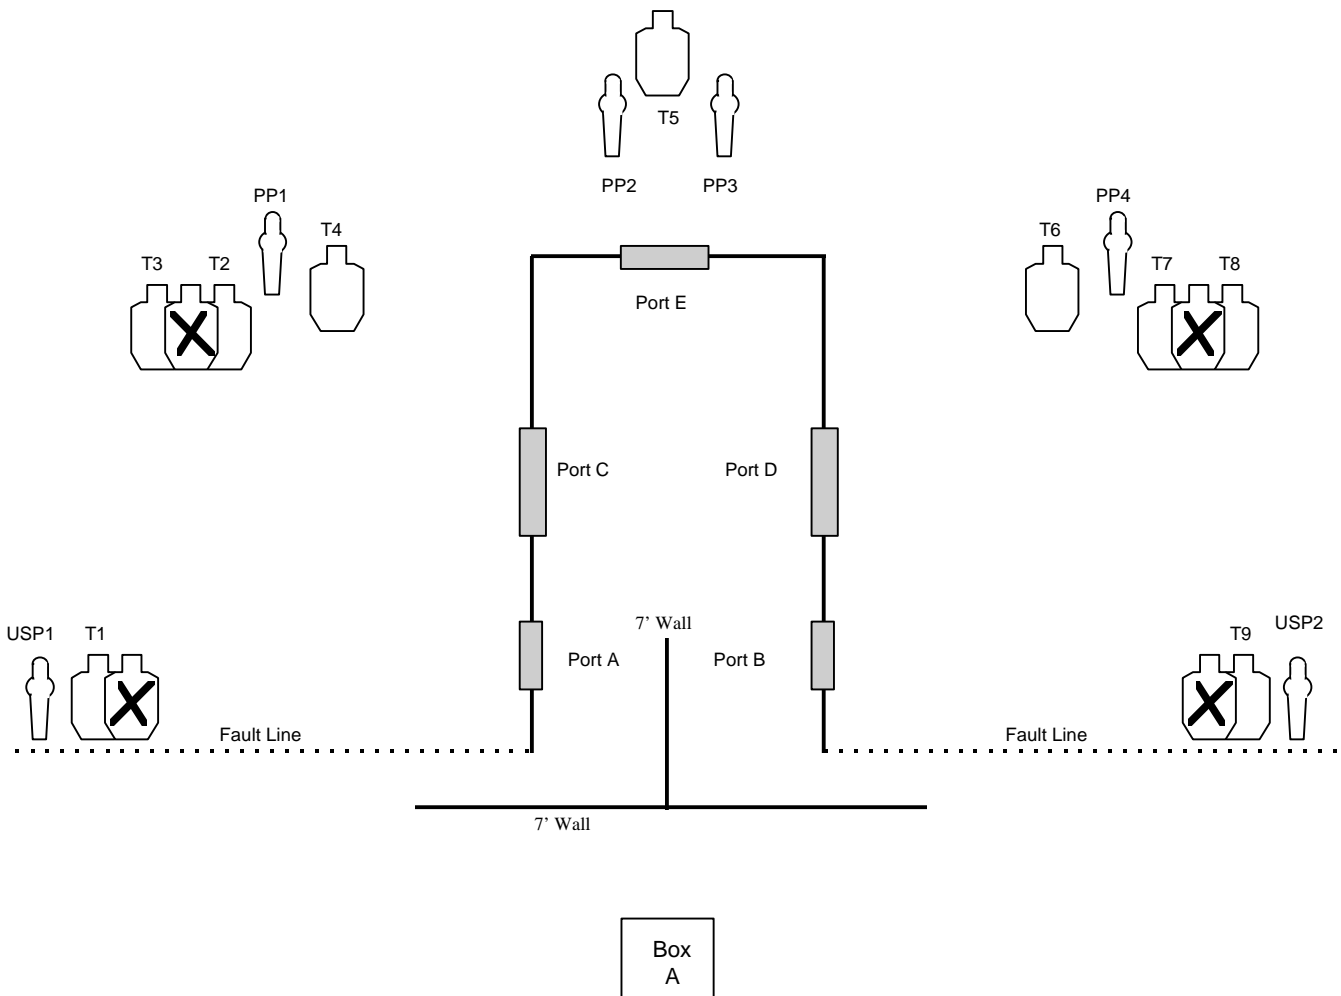 T5
PP2
PP3
PP1
PP4
T4
T6
T3
T2
T7
T8
Port E
Port C
Port D
7’ Wall
USP1
T1
Port A
Port B
T9
USP2
Fault Line
Fault Line
7’ Wall
Box
A